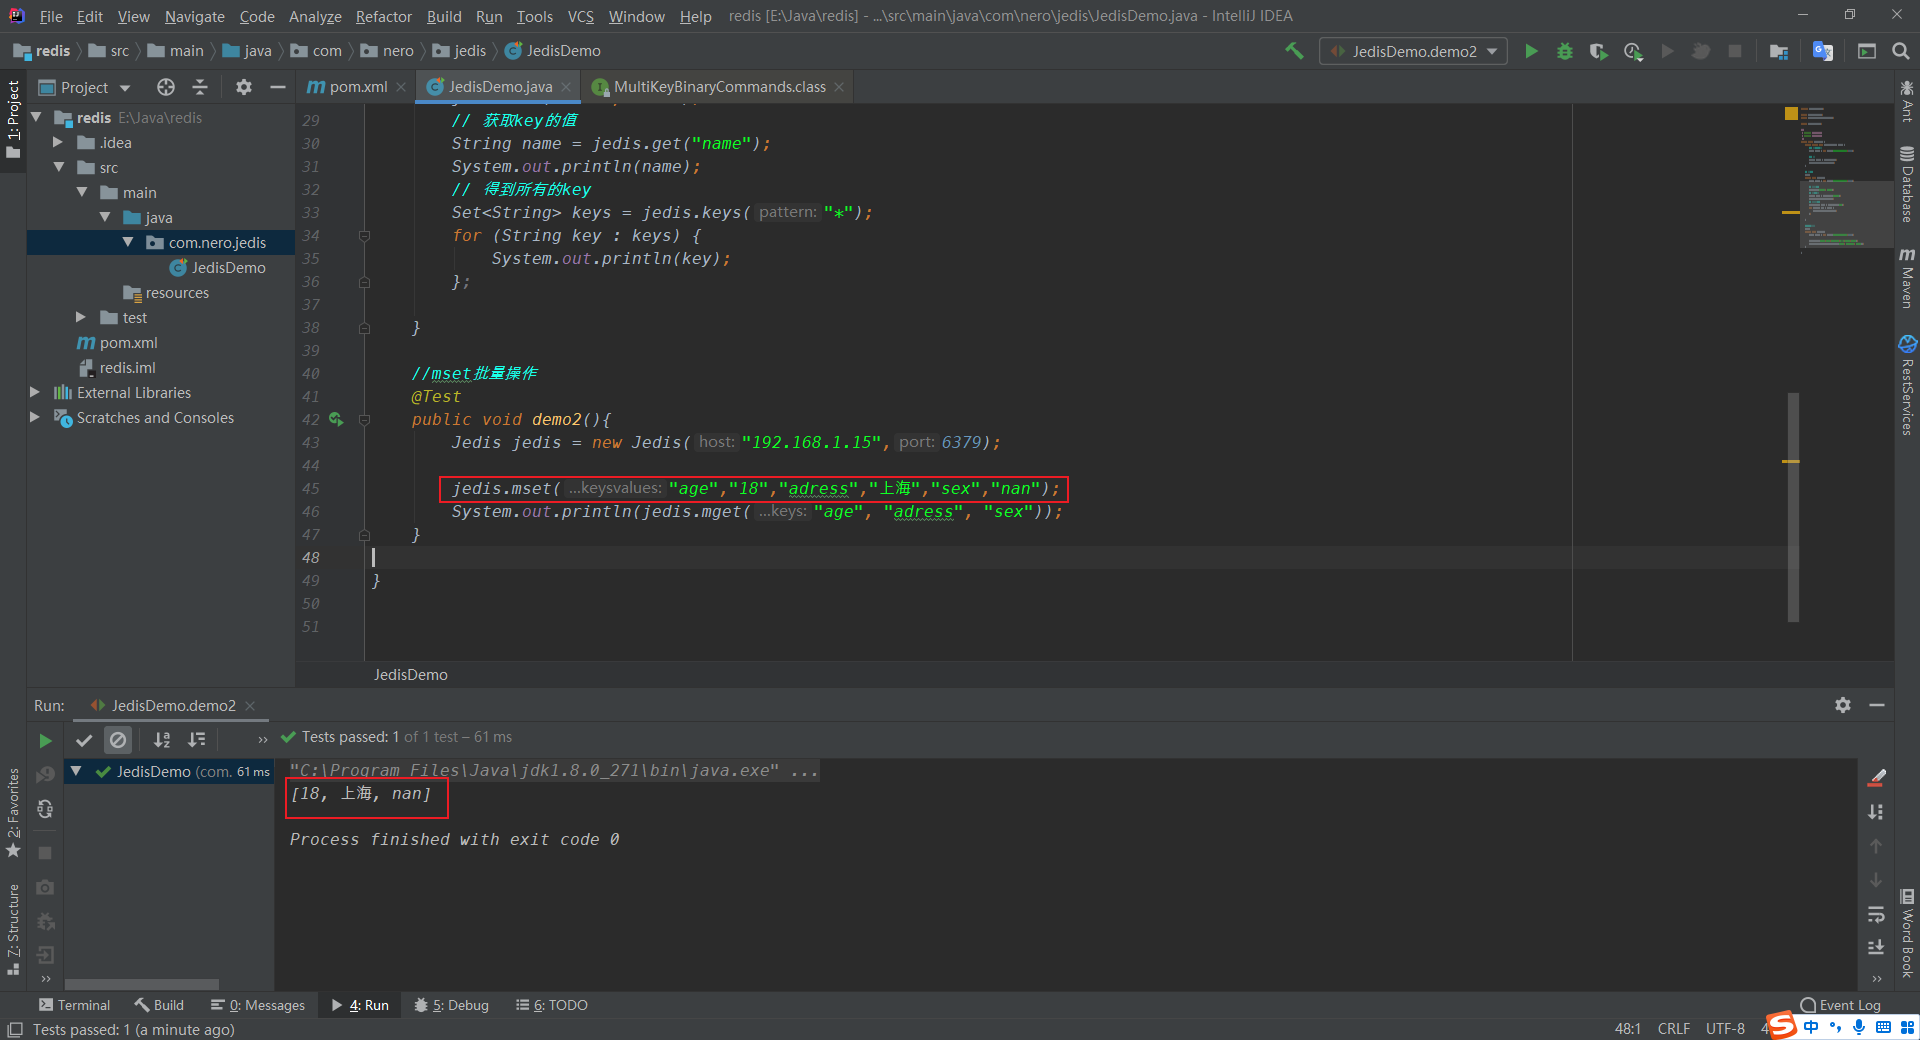 File Edit View Navigate Code Analyze Refactor Build Run Tools VCS Window Help redis [E:\Java\redis] - ...\src\main\java\com\nero\jedis\JedisDemo.java - IntelliJ IDEA
redis src main java com nero jedis JedisDemo JedisDemo.demo2
Project pom.xml JedisDemo.java MultiKeyBinaryCommands.class
1: Project
redis E:\Java\redis
.idea
src
main
java
com.nero.jedis
JedisDemo
resources
test
pom.xml
redis.iml
External Libraries
Scratches and Consoles
29 // 获取key的值
30 String name = jedis.get("name");
31 System.out.println(name);
32 // 得到所有的key
33 Set<String> keys = jedis.keys( pattern: "*");
34 for (String key : keys) {
35 System.out.println(key);
36 };
37
38 }
39
40 //mset批量操作
41 @Test
42 public void demo2(){
43 Jedis jedis = new Jedis( host: "192.168.1.15", port: 6379);
44
45 jedis.mset( ...keysvalues: "age","18","adress","上海","sex","nan");
46 System.out.println(jedis.mget( ...keys: "age", "adress", "sex"));
47 }
48
49 }
50
51
JedisDemo
Ant
Database
Maven
RestServices
Run: JedisDemo.demo2
Tests passed: 1 of 1 test – 61 ms
JedisDemo (com. 61 ms
"C:\Program Files\Java\jdk1.8.0_271\bin\java.exe" ...
[18, 上海, nan]
Process finished with exit code 0
2: Favorites
7: Structure
Word Book
Terminal Build 0: Messages 4: Run 5: Debug 6: TODO Event Log
Tests passed: 1 (a minute ago) 48:1 CRLF UTF-8 4
S 中